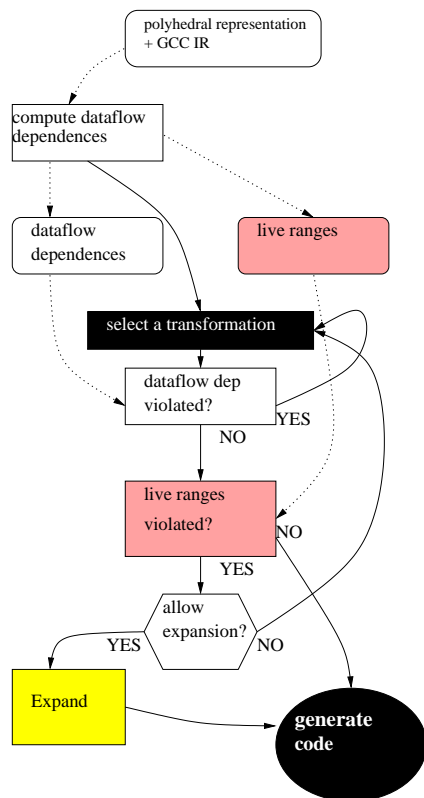 polyhedral representation
+ GCC IR
compute dataflow
dependences
dataflow
dependences
live ranges
select a transformation
dataflow dep
violated?
YES
NO
live ranges
violated?
NO
YES
allow
expansion?
YES
NO
Expand
generate
code